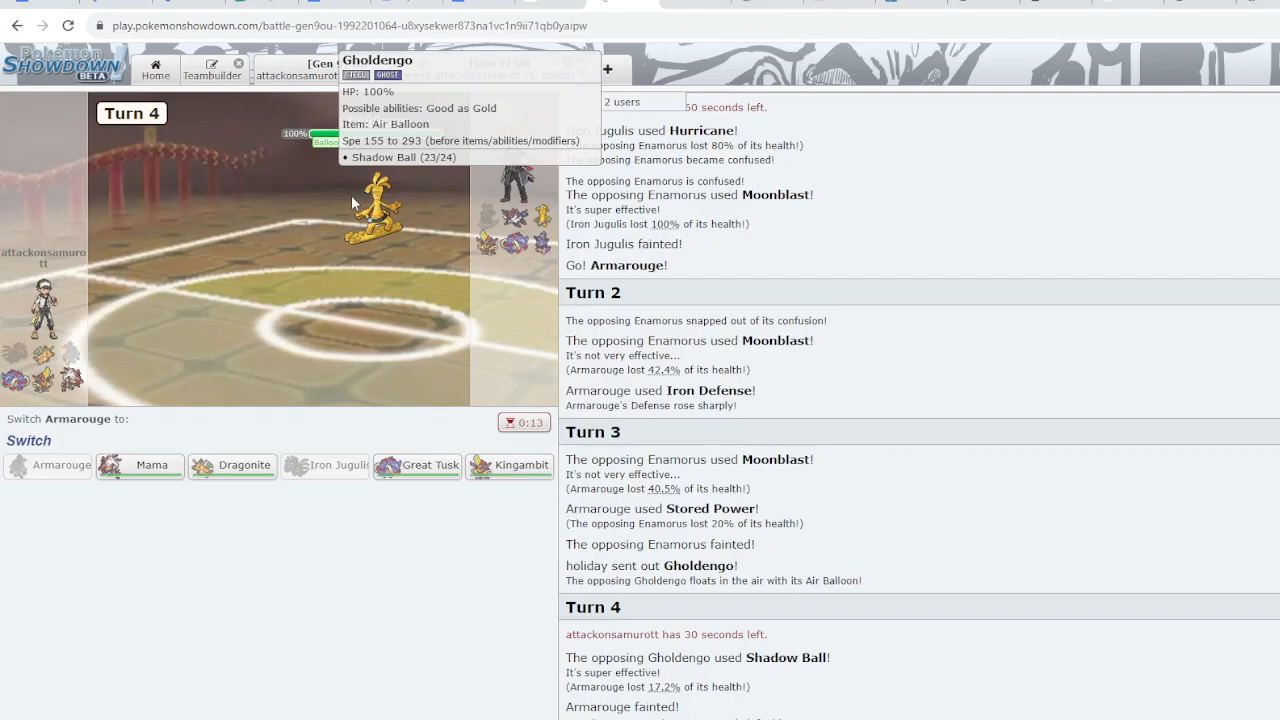 play.pokemonshowdown.com/battle-gen9ou-1992201064-u8xysekwer873na1vc1n9ii71qb0yaipw
Pokémon
SHOWDOWN
BETA
Home
Teambuilder
[Gen
attackonsamurott
+
Gholdengo
STEEL GHOST
HP: 100%
Possible abilities: Good as Gold
Item: Air Balloon
Spe 155 to 293 (before items/abilities/modifiers)
• Shadow Ball (23/24)
Turn 4
100%
Balloo
attackonsamuro
tt
Switch Armarouge to:
0:13
Switch
Armarouge
Mama
Dragonite
Iron Jugulis
Great Tusk
Kingambit
2 users
seconds left.
Iron Jugulis used Hurricane!
(The opposing Enamorus lost 80% of its health!)
The opposing Enamorus became confused!
The opposing Enamorus is confused!
The opposing Enamorus used Moonblast!
It's super effective!
(Iron Jugulis lost 100% of its health!)
Iron Jugulis fainted!
Go! Armarouge!
Turn 2
The opposing Enamorus snapped out of its confusion!
The opposing Enamorus used Moonblast!
It's not very effective...
(Armarouge lost 42.4% of its health!)
Armarouge used Iron Defense!
Armarouge's Defense rose sharply!
Turn 3
The opposing Enamorus used Moonblast!
It's not very effective...
(Armarouge lost 40.5% of its health!)
Armarouge used Stored Power!
(The opposing Enamorus lost 20% of its health!)
The opposing Enamorus fainted!
holiday sent out Gholdengo!
The opposing Gholdengo floats in the air with its Air Balloon!
Turn 4
attackonsamurott has 30 seconds left.
The opposing Gholdengo used Shadow Ball!
It's super effective!
(Armarouge lost 17.2% of its health!)
Armarouge fainted!